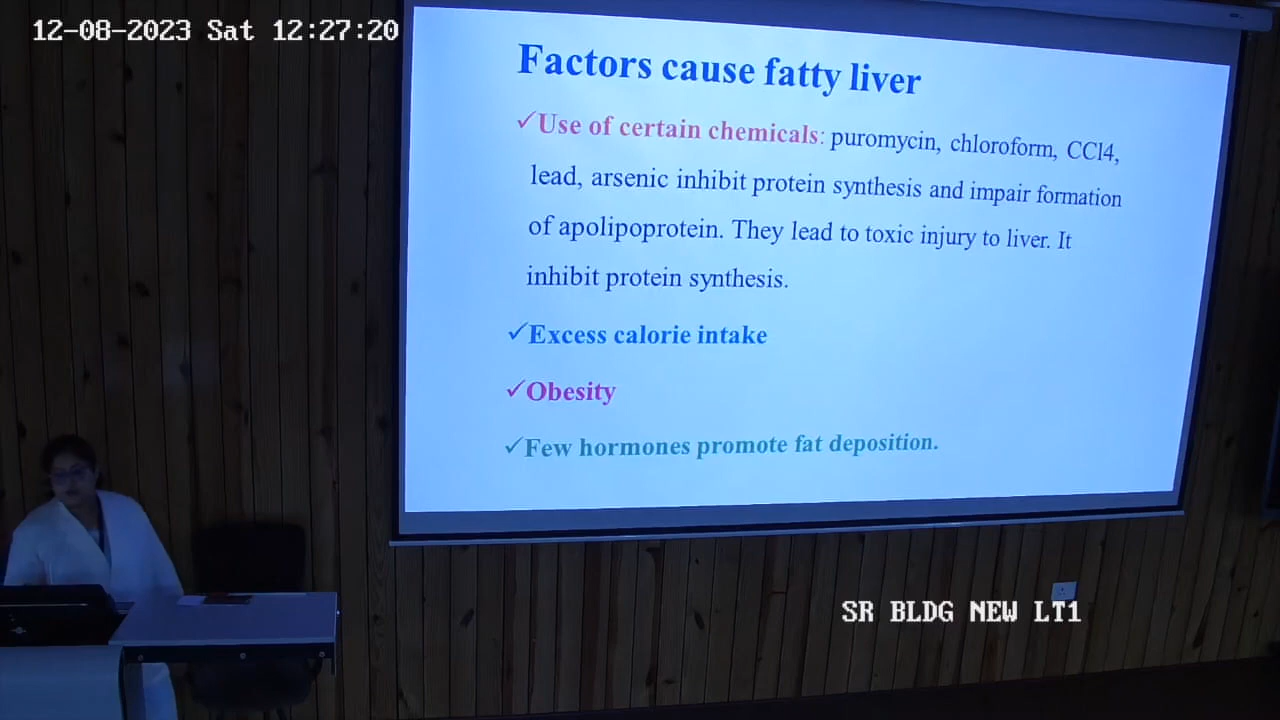 12-08-2023 Sat 12:27:20
Factors cause fatty liver
✓Use of certain chemicals: puromycin, chloroform, CCl4,
lead, arsenic inhibit protein synthesis and impair formation
of apolipoprotein. They lead to toxic injury to liver. It
inhibit protein synthesis.
✓Excess calorie intake
✓Obesity
✓Few hormones promote fat deposition.
SR BLDG NEW LT1